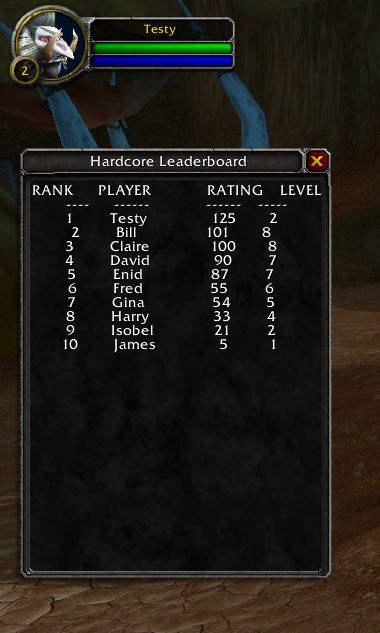 Testy
2
Hardcore Leaderboard
RANK PLAYER RATING LEVEL
---- ------ ------ -----
1 Testy 125 2
2 Bill 101 8
3 Claire 100 8
4 David 90 7
5 Enid 87 7
6 Fred 55 6
7 Gina 54 5
8 Harry 33 4
9 Isobel 21 2
10 James 5 1